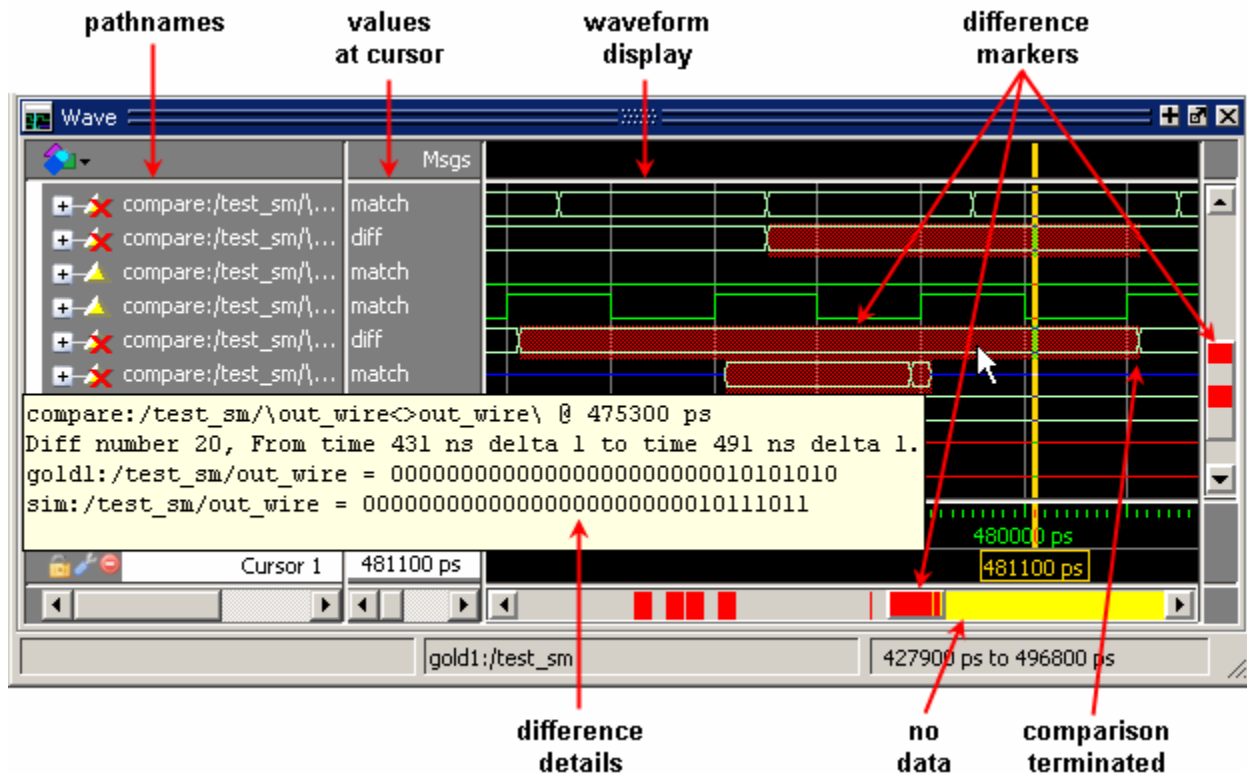 pathnames
values
at cursor
waveform
display
difference
markers
Wave
Msgs
compare:/test_sm/\... match
compare:/test_sm/\... diff
compare:/test_sm/\... match
compare:/test_sm/\... match
compare:/test_sm/\... diff
compare:/test_sm/\... match
compare:/test_sm/\out_wire<>out_wire\ @ 475300 ps
Diff number 20, From time 431 ns delta 1 to time 491 ns delta 1.
gold1:/test_sm/out_wire = 00000000000000000000000010101010
sim:/test_sm/out_wire = 00000000000000000000000010111011
480000 ps
Cursor 1 481100 ps 481100 ps
gold1:/test_sm 427900 ps to 496800 ps
difference
details
no
data
comparison
terminated